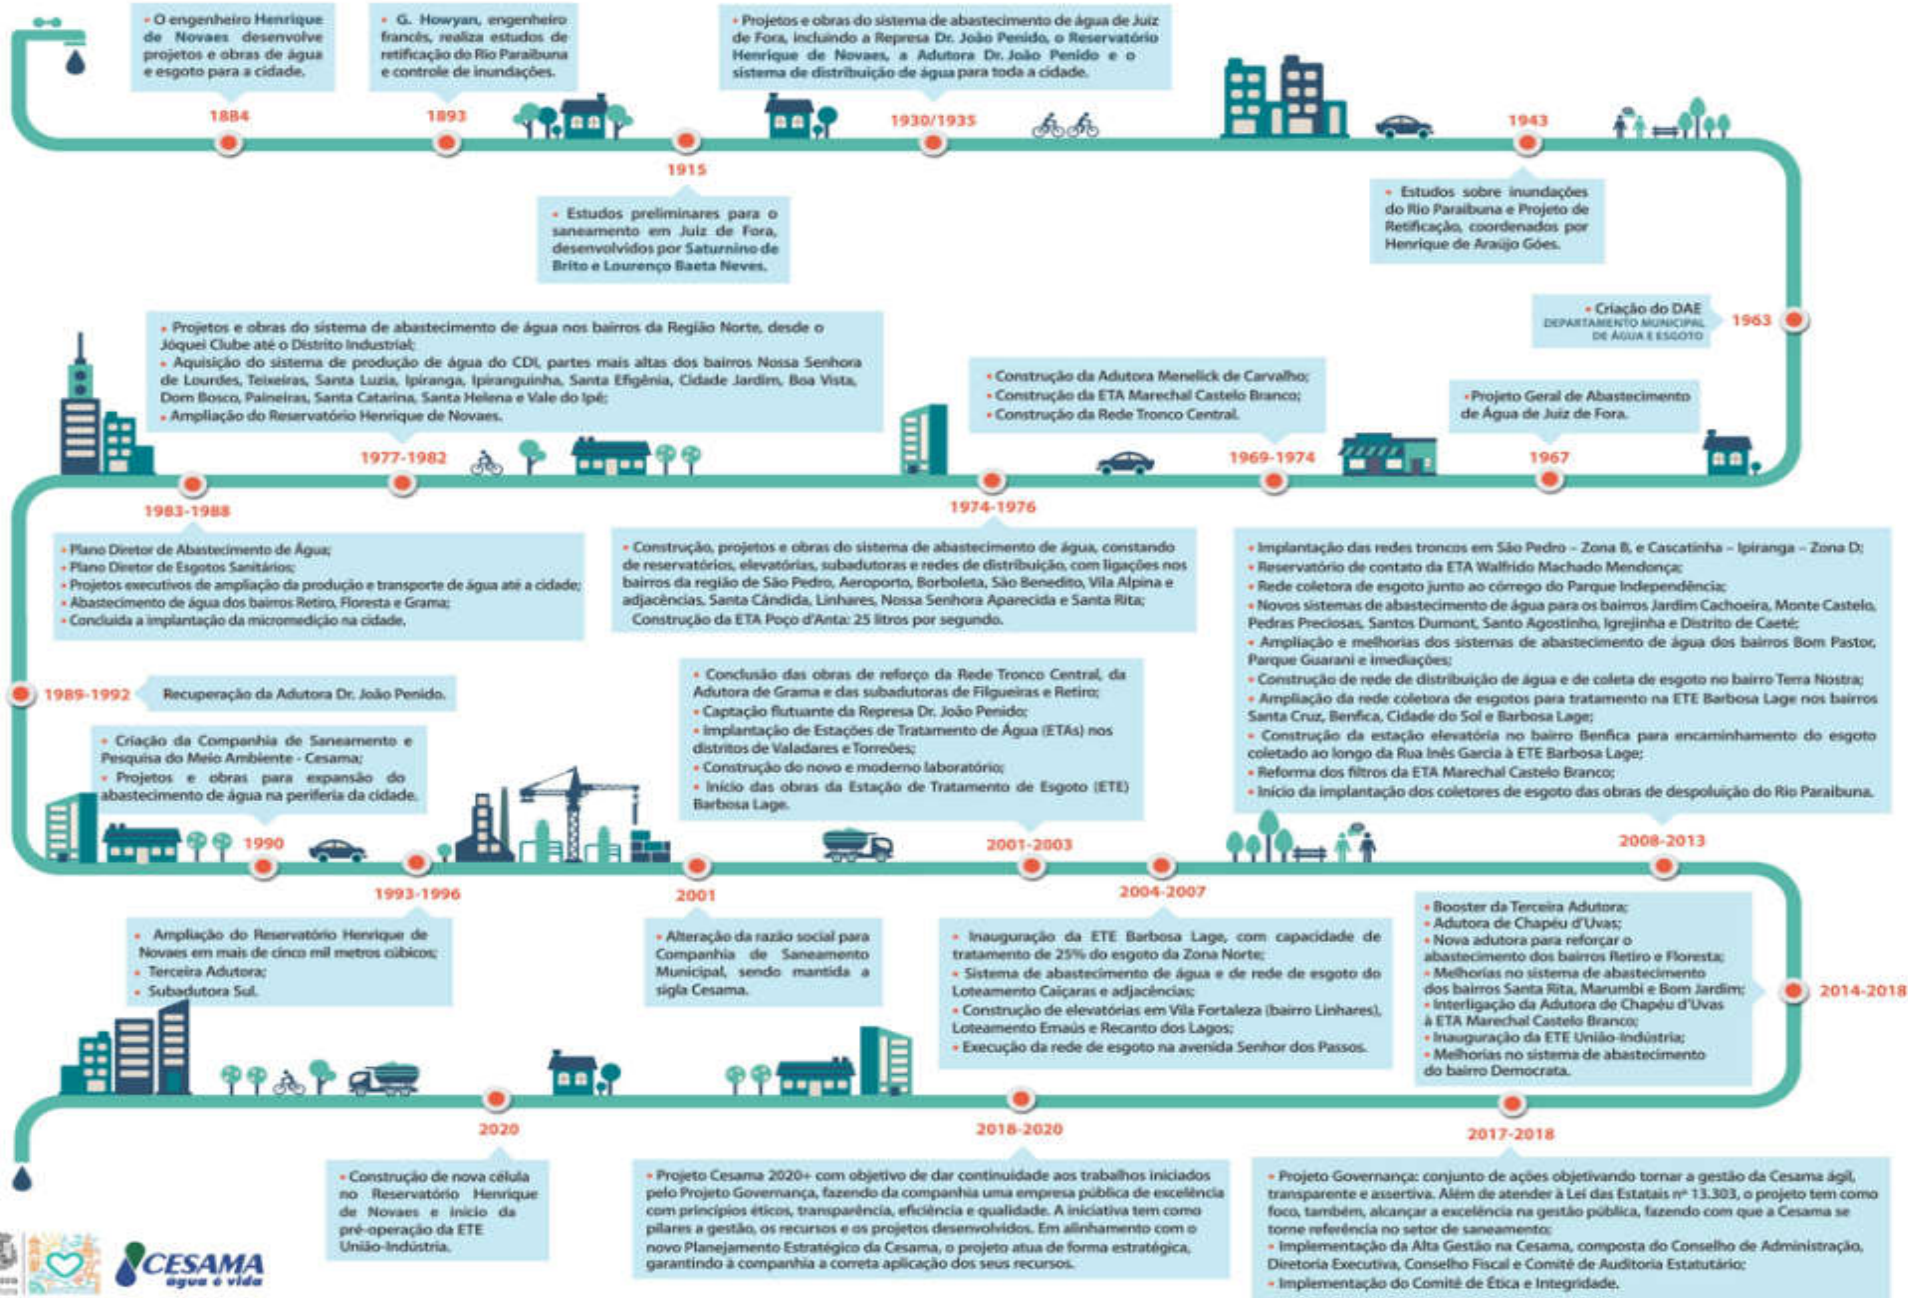 • O engenheiro Henrique
de Novaes desenvolve
projetos e obras de água
e esgoto para a cidade.
1884
• G. Howyan, engenheiro
francês, realiza estudos de
retificação do Rio Paraibuna
e controle de inundações.
1893
1915
• Estudos preliminares para o
saneamento em Juiz de Fora,
desenvolvidos por Saturnino de
Brito e Lourenço Baeta Neves.
• Projetos e obras do sistema de abastecimento de água de Juiz
de Fora, incluindo a Represa Dr. João Penido, o Reservatório
Henrique de Novaes, a Adutora Dr. João Penido e o
sistema de distribuição de água para toda a cidade.
1930/1935
1943
• Estudos sobre inundações
do Rio Paraibuna e Projeto de
Retificação, coordenados por
Henrique de Araújo Góes.
• Criação do DAE
DEPARTAMENTO MUNICIPAL
DE ÁGUA E ESGOTO
1963
• Projeto Geral de Abastecimento
de Água de Juiz de Fora.
1967
• Construção da Adutora Menelick de Carvalho;
• Construção da ETA Marechal Castelo Branco;
• Construção da Rede Tronco Central.
1969-1974
1974-1976
• Construção, projetos e obras do sistema de abastecimento de água, constando
de reservatórios, elevatórias, subadutoras e redes de distribuição, com ligações nos
bairros da região de São Pedro, Aeroporto, Borboleta, São Benedito, Vila Alpina e
adjacências, Santa Cândida, Linhares, Nossa Senhora Aparecida e Santa Rita;
Construção da ETA Poço d'Anta: 25 litros por segundo.
• Projetos e obras do sistema de abastecimento de água nos bairros da Região Norte, desde o
Jóquei Clube até o Distrito Industrial;
• Aquisição do sistema de produção de água do CDI, partes mais altas dos bairros Nossa Senhora
de Lourdes, Teixeiras, Santa Luzia, Ipiranga, Ipiranguinha, Santa Efigênia, Cidade Jardim, Boa Vista,
Dom Bosco, Paineiras, Santa Catarina, Santa Helena e Vale do Ipê;
• Ampliação do Reservatório Henrique de Novaes.
1977-1982
1983-1988
• Plano Diretor de Abastecimento de Água;
• Plano Diretor de Esgotos Sanitários;
• Projetos executivos de ampliação da produção e transporte de água até a cidade;
• Abastecimento de água dos bairros Retiro, Floresta e Grama;
• Concluída a implantação da micromedição na cidade.
1989-1992
Recuperação da Adutora Dr. João Penido.
• Criação da Companhia de Saneamento e
Pesquisa do Meio Ambiente - Cesama;
• Projetos e obras para expansão do
abastecimento de água na periferia da cidade.
1990
1993-1996
• Ampliação do Reservatório Henrique de
Novaes em mais de cinco mil metros cúbicos;
• Terceira Adutora;
• Subadutora Sul.
2001
• Alteração da razão social para
Companhia de Saneamento
Municipal, sendo mantida a
sigla Cesama.
• Conclusão das obras de reforço da Rede Tronco Central, da
Adutora de Grama e das subadutoras de Filgueiras e Retiro;
• Captação flutuante da Represa Dr. João Penido;
• Implantação de Estações de Tratamento de Água (ETAs) nos
distritos de Valadares e Torreões;
• Construção do novo e moderno laboratório;
• Início das obras da Estação de Tratamento de Esgoto (ETE)
Barbosa Lage.
2001-2003
2004-2007
• Inauguração da ETE Barbosa Lage, com capacidade de
tratamento de 25% do esgoto da Zona Norte;
• Sistema de abastecimento de água e de rede de esgoto do
Loteamento Caiçaras e adjacências;
• Construção de elevatórias em Vila Fortaleza (bairro Linhares),
Loteamento Emaús e Recanto dos Lagos;
• Execução da rede de esgoto na avenida Senhor dos Passos.
• Implantação das redes troncos em São Pedro – Zona B, e Cascatinha – Ipiranga – Zona D;
• Reservatório de contato da ETA Walfrido Machado Mendonça;
• Rede coletora de esgoto junto ao córrego do Parque Independência;
• Novos sistemas de abastecimento de água para os bairros Jardim Cachoeira, Monte Castelo,
Pedras Preciosas, Santos Dumont, Santo Agostinho, Igrejinha e Distrito de Caeté;
• Ampliação e melhorias dos sistemas de abastecimento de água dos bairros Bom Pastor,
Parque Guarani e imediações;
• Construção de rede de distribuição de água e de coleta de esgoto no bairro Terra Nostra;
• Ampliação da rede coletora de esgotos para tratamento na ETE Barbosa Lage nos bairros
Santa Cruz, Benfica, Cidade do Sol e Barbosa Lage;
• Construção da estação elevatória no bairro Benfica para encaminhamento do esgoto
coletado ao longo da Rua Inês Garcia à ETE Barbosa Lage;
• Reforma dos filtros da ETA Marechal Castelo Branco;
• Início da implantação dos coletores de esgoto das obras de despoluição do Rio Paraibuna.
2008-2013
• Booster da Terceira Adutora;
• Adutora de Chapéu d'Uvas;
• Nova adutora para reforçar o
abastecimento dos bairros Retiro e Floresta;
• Melhorias no sistema de abastecimento
dos bairros Santa Rita, Marumbi e Bom Jardim;
• Interligação da Adutora de Chapéu d'Uvas
à ETA Marechal Castelo Branco;
• Inauguração da ETE União-Indústria;
• Melhorias no sistema de abastecimento
do bairro Democrata.
2014-2018
2017-2018
• Projeto Governança: conjunto de ações objetivando tornar a gestão da Cesama ágil,
transparente e assertiva. Além de atender à Lei das Estatais nº 13.303, o projeto tem como
foco, também, alcançar a excelência na gestão pública, fazendo com que a Cesama se
torne referência no setor de saneamento;
• Implementação da Alta Gestão na Cesama, composta do Conselho de Administração,
Diretoria Executiva, Conselho Fiscal e Comitê de Auditoria Estatutário;
• Implementação do Comitê de Ética e Integridade.
2018-2020
• Projeto Cesama 2020+ com objetivo de dar continuidade aos trabalhos iniciados
pelo Projeto Governança, fazendo da companhia uma empresa pública de excelência
com princípios éticos, transparência, eficiência e qualidade. A iniciativa tem como
pilares a gestão, os recursos e os projetos desenvolvidos. Em alinhamento com o
novo Planejamento Estratégico da Cesama, o projeto atua de forma estratégica,
garantindo à companhia a correta aplicação dos seus recursos.
2020
• Construção de nova célula
no Reservatório Henrique
de Novaes e início da
pré-operação da ETE
União-Indústria.
CESAMA
água é vida